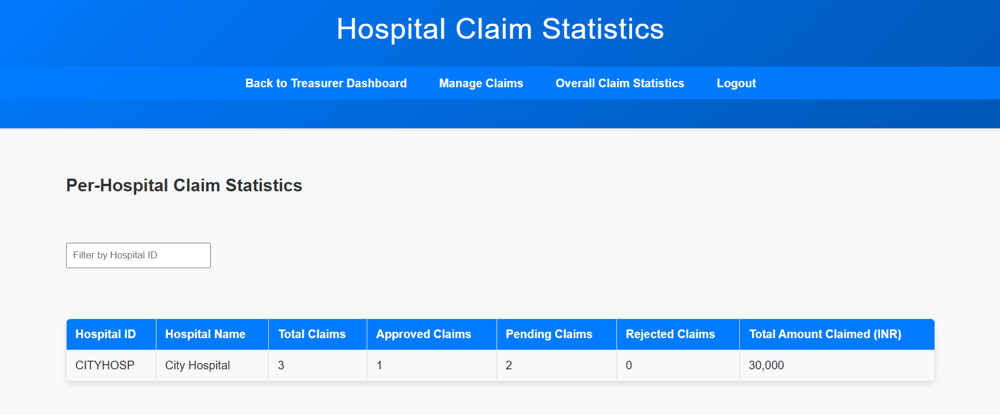 Hospital Claim Statistics
Back to Treasurer Dashboard Manage Claims Overall Claim Statistics Logout
Per-Hospital Claim Statistics
Filter by Hospital ID
Hospital ID Hospital Name Total Claims Approved Claims Pending Claims Rejected Claims Total Amount Claimed (INR)
CITYHOSP City Hospital 3 1 2 0 30,000